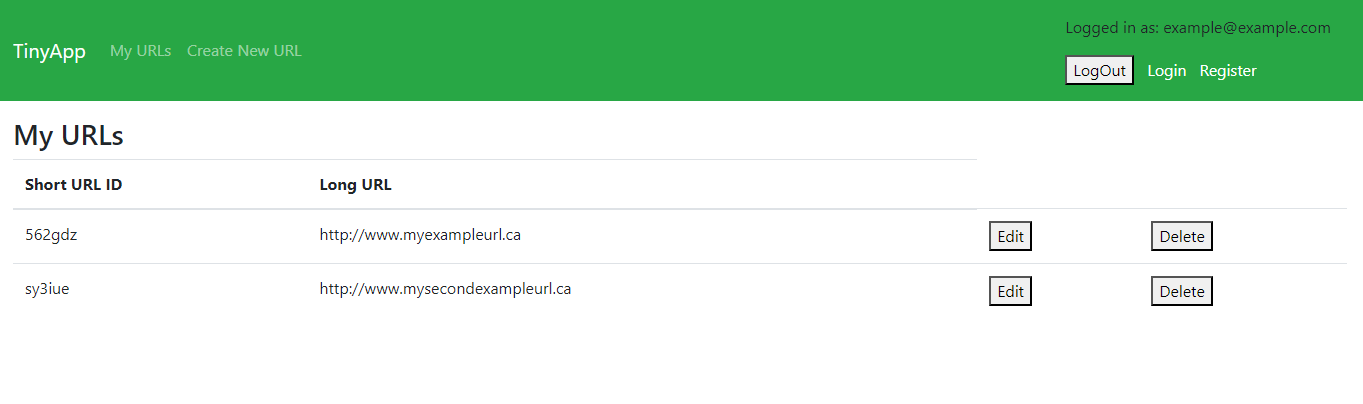 Logged in as: example@example.com
TinyApp My URLs Create New URL
LogOut Login Register
My URLs
Short URL ID Long URL
562gdz http://www.myexampleurl.ca Edit Delete
sy3iue http://www.mysecondexampleurl.ca Edit Delete